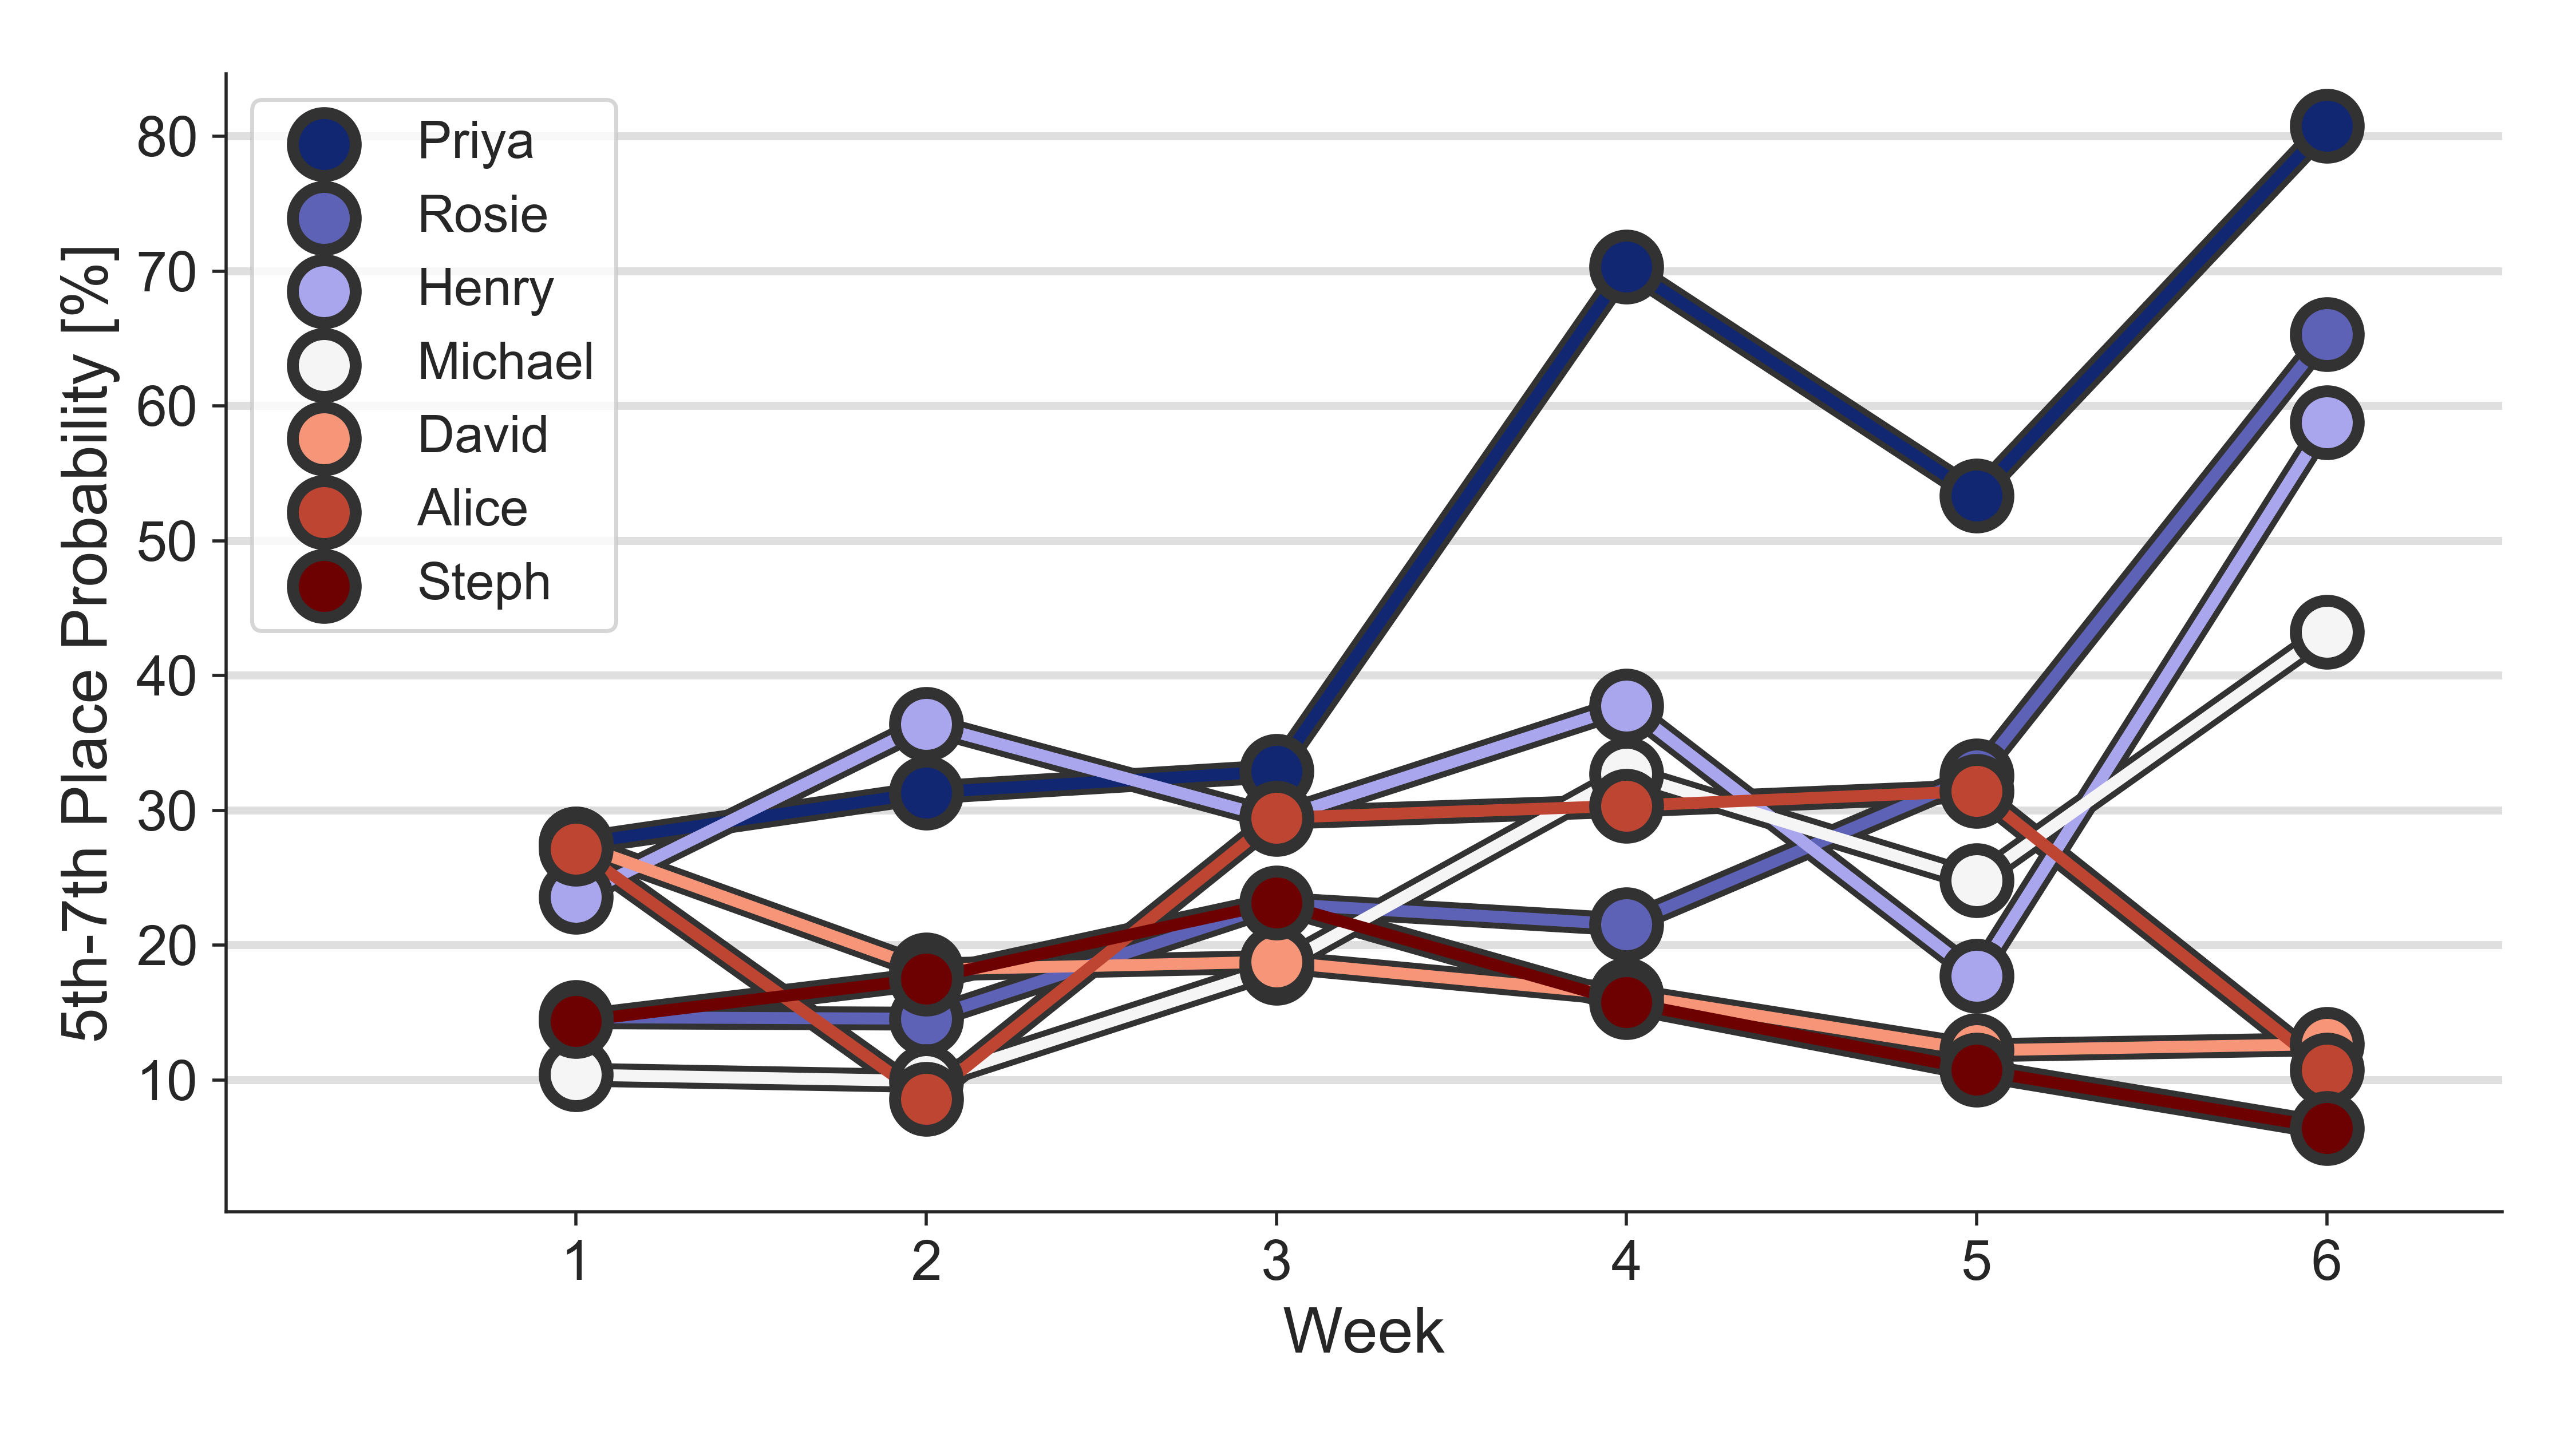 Priya
Rosie
Henry
Michael
David
Alice
Steph
5th-7th Place Probability [%]
80
70
60
50
40
30
20
10
1 2 3 4 5 6
Week